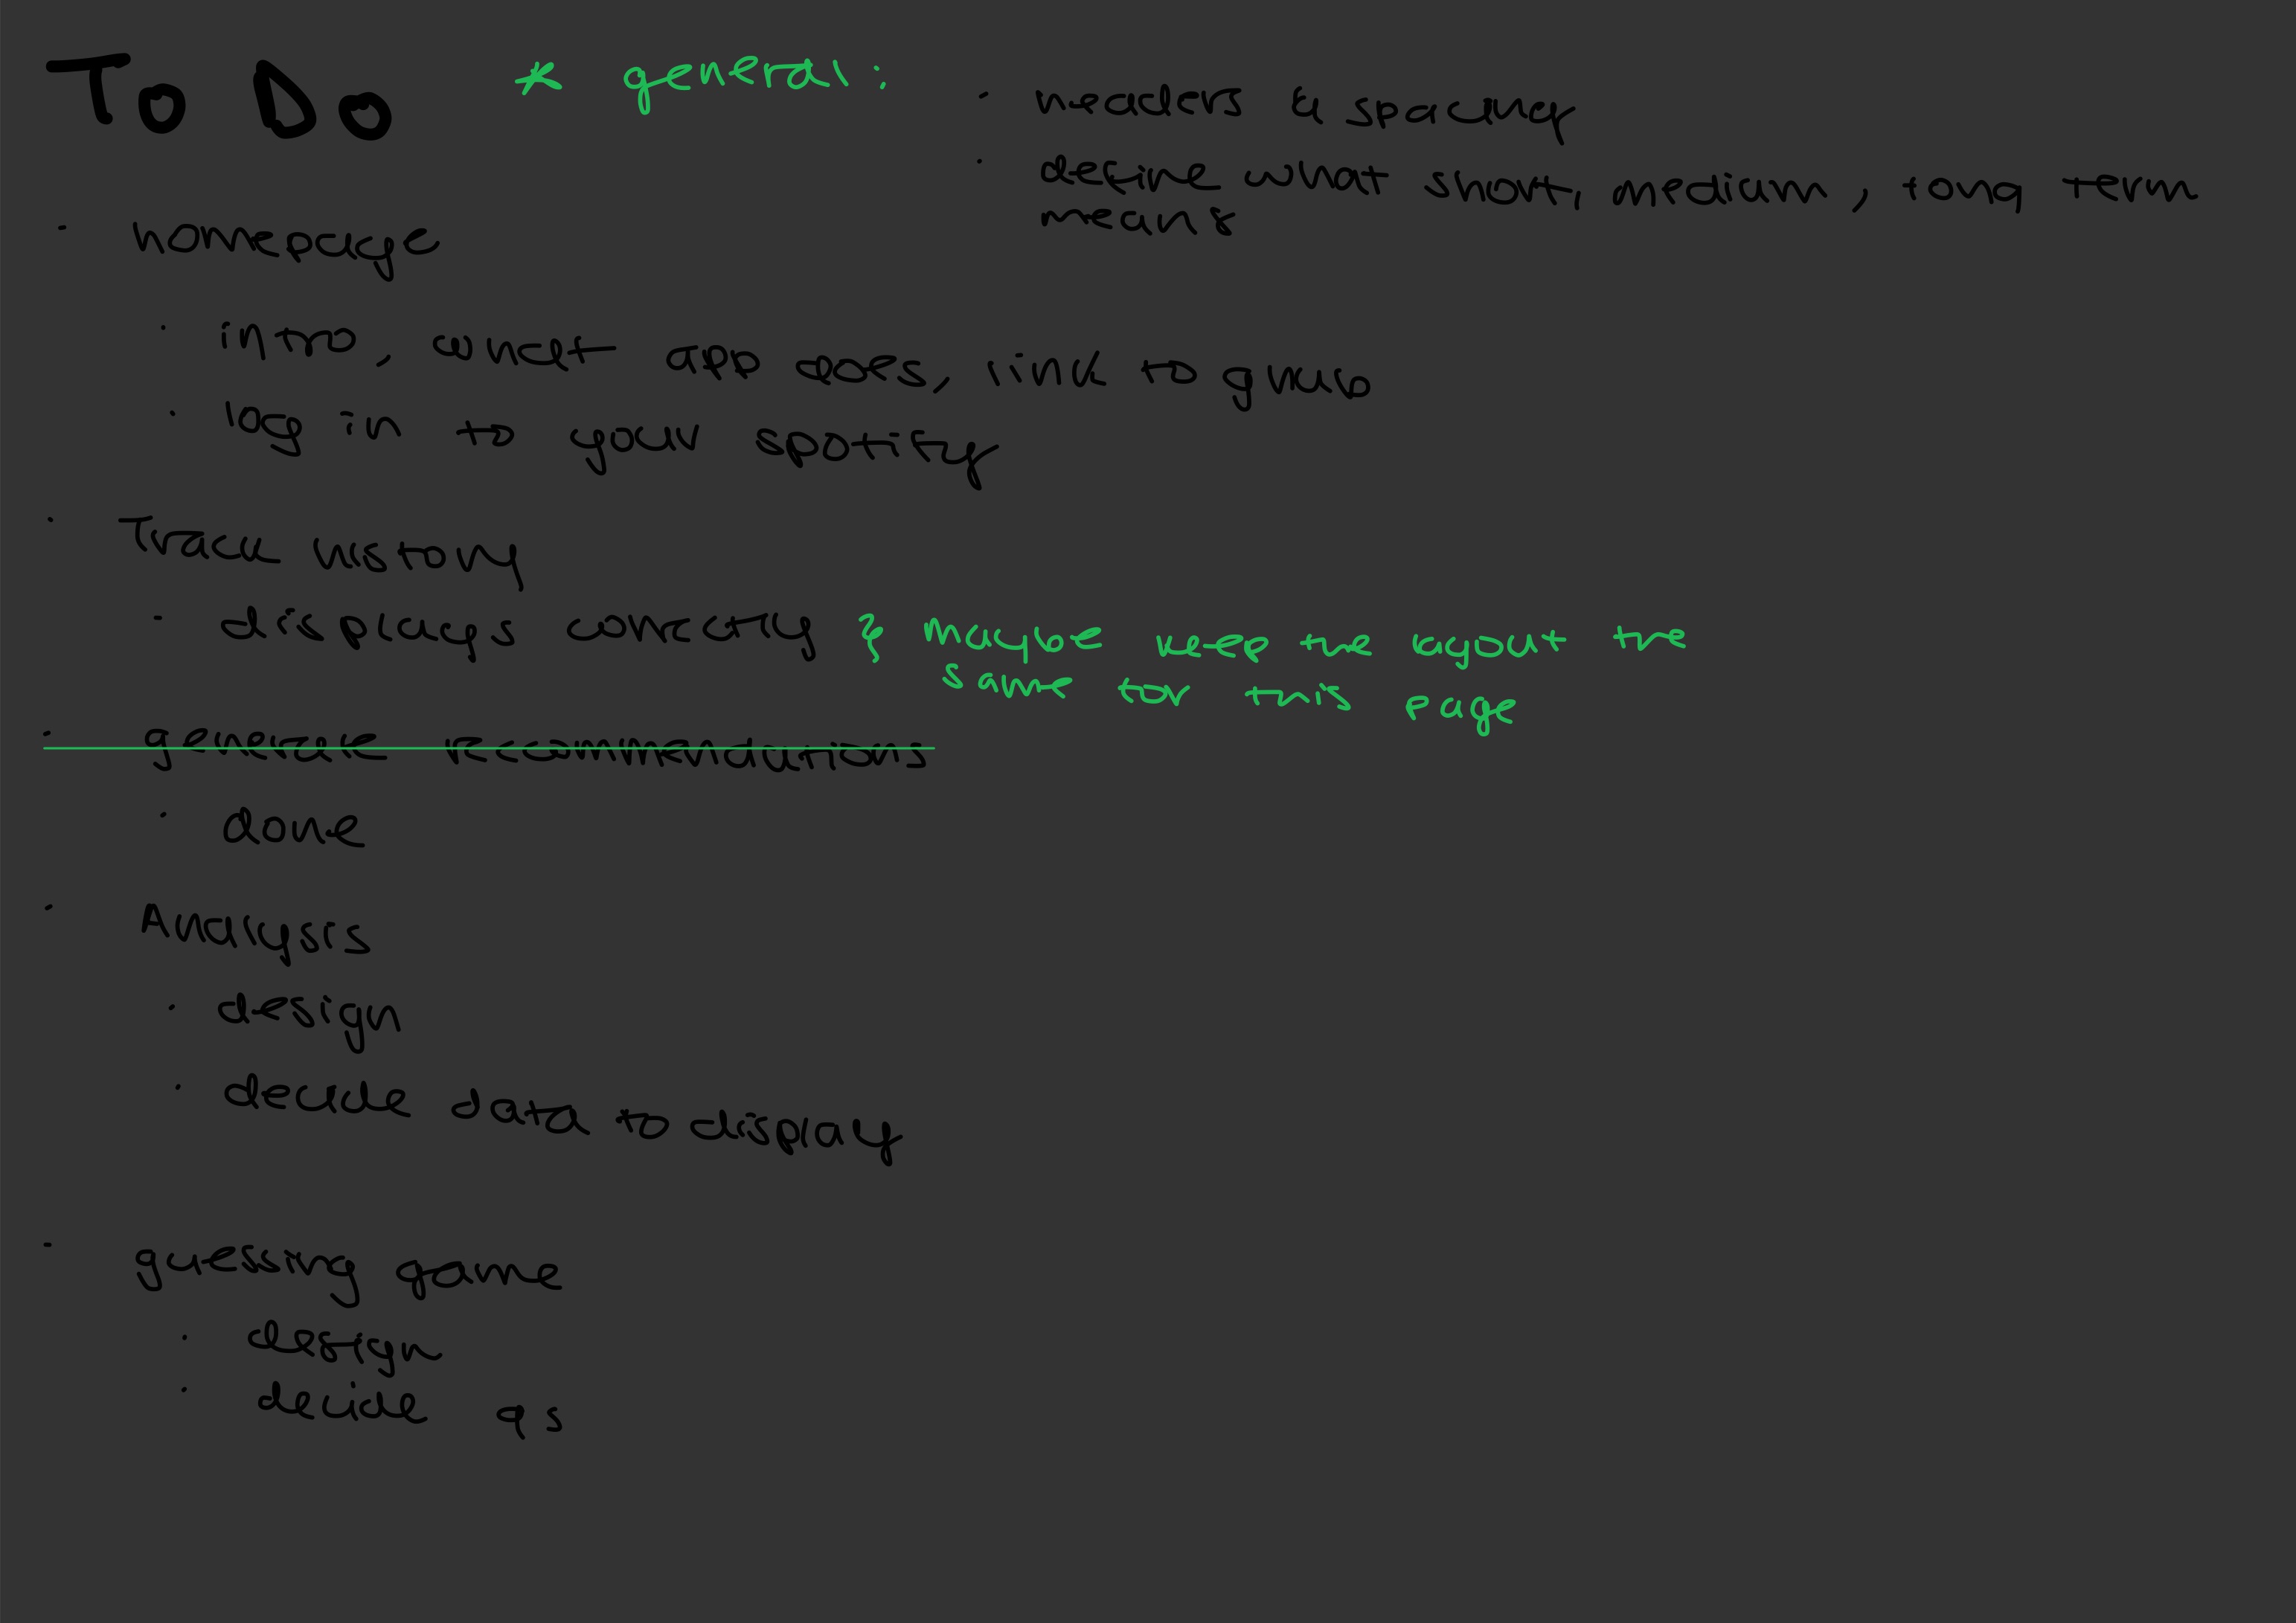 To Do
* general:
· headers & spacing
· define what short, medium, long term
means
· homepage
· intro, what app does, link to ghub
· log in to your spotify
· Track history
· displays correctly } maybe keep the layout the
same for this page
· genre recommendations
· done
· Analysis
· design
· decide data to display
· guessing game
· design
· decide qs